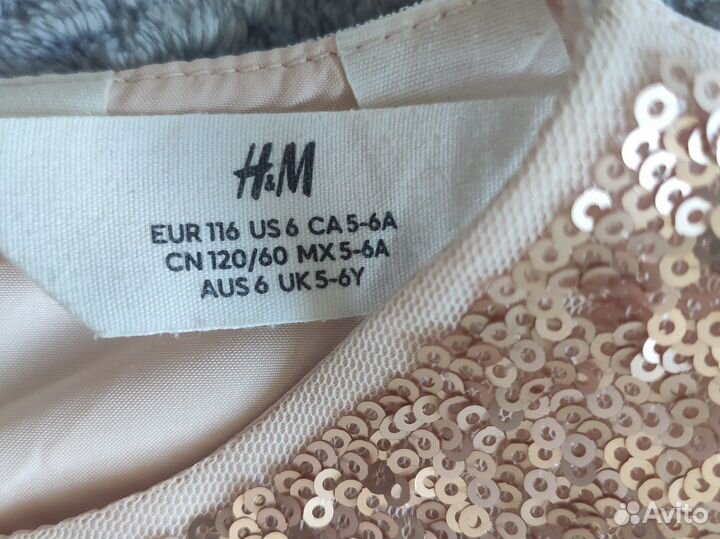 H&M
EUR 116 US 6 CA 5-6A
CN 120/60 MX 5-6A
AUS 6 UK 5-6Y
Avito